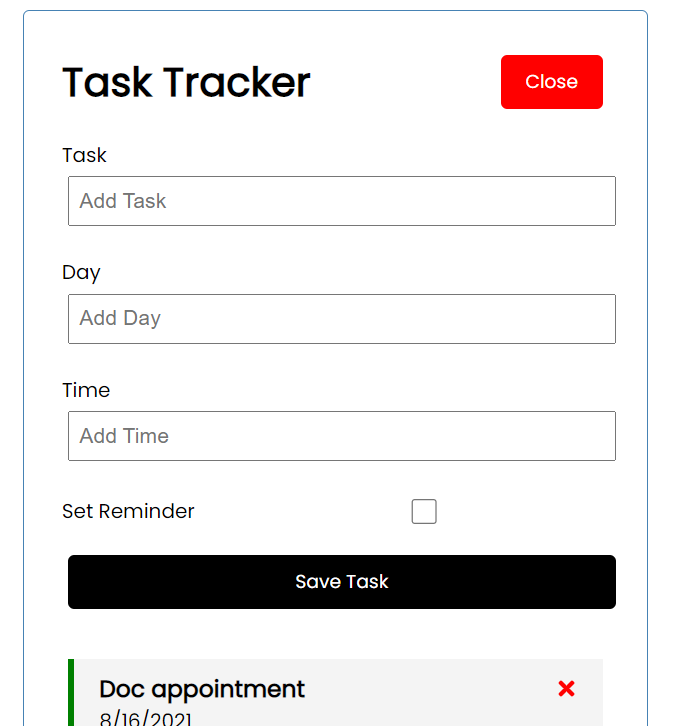 Task Tracker
Close
Task
Add Task
Day
Add Day
Time
Add Time
Set Reminder
Save Task
Doc appointment
8/16/2021